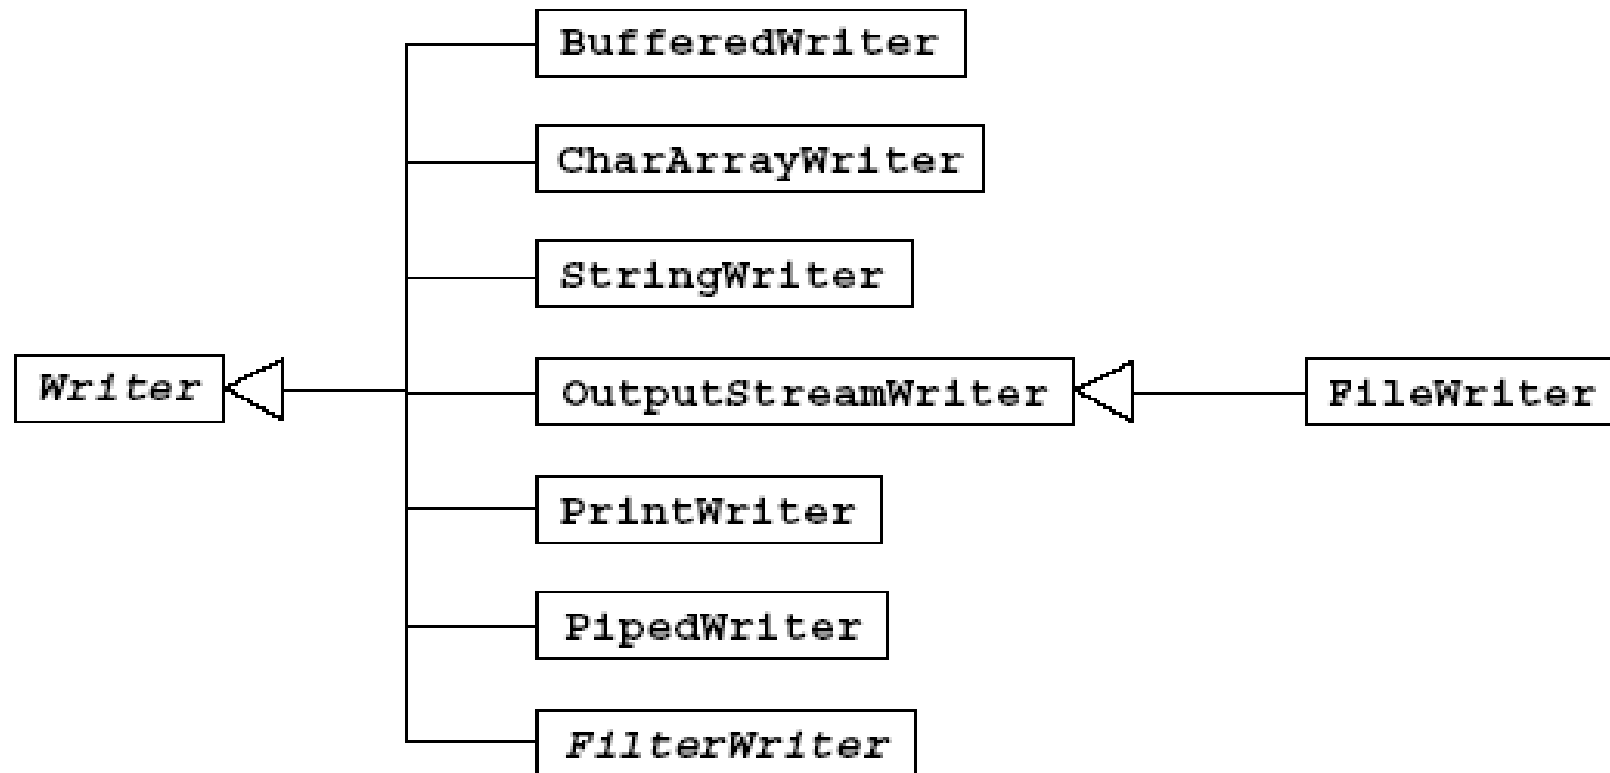 BufferedWriter
CharArrayWriter
StringWriter
Writer
OutputStreamWriter
FileWriter
PrintWriter
PipedWriter
FilterWriter